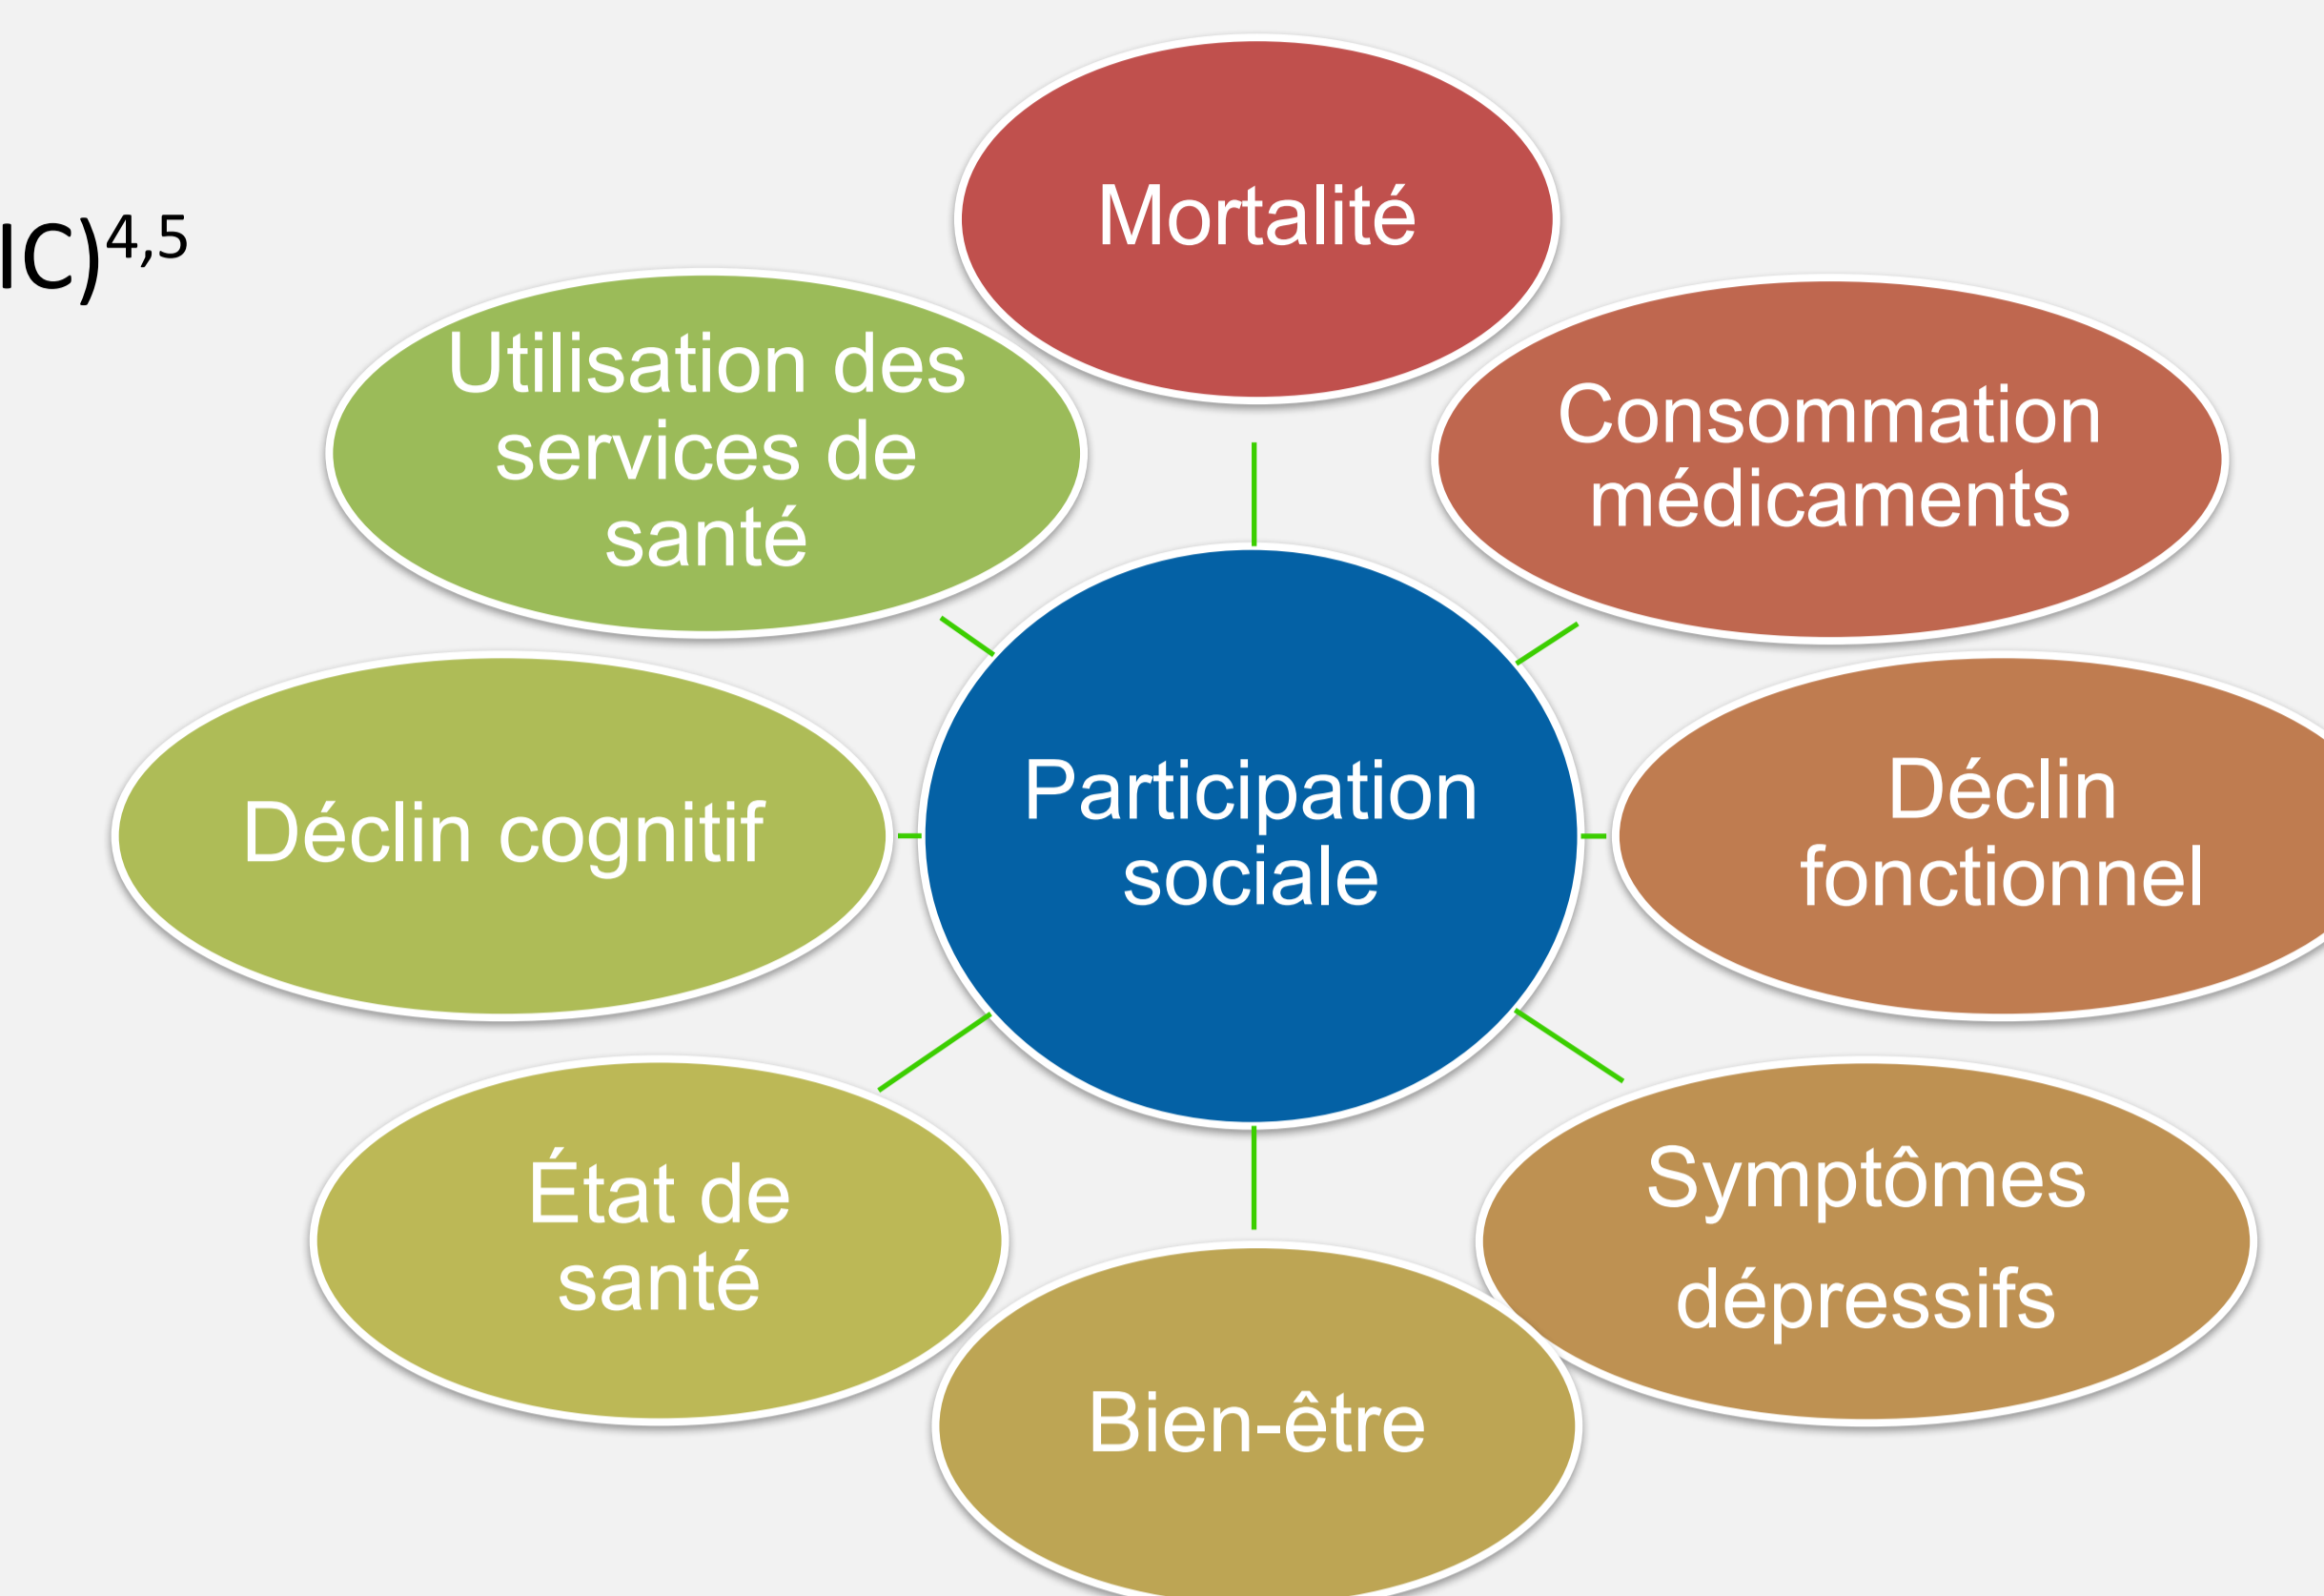 IC)4,5
Mortalité
Utilisation des
services de
santé
Consommation
médicaments
Participation
sociale
Déclin cognitif
Déclin
fonctionnel
État de
santé
Symptômes
dépressifs
Bien-être